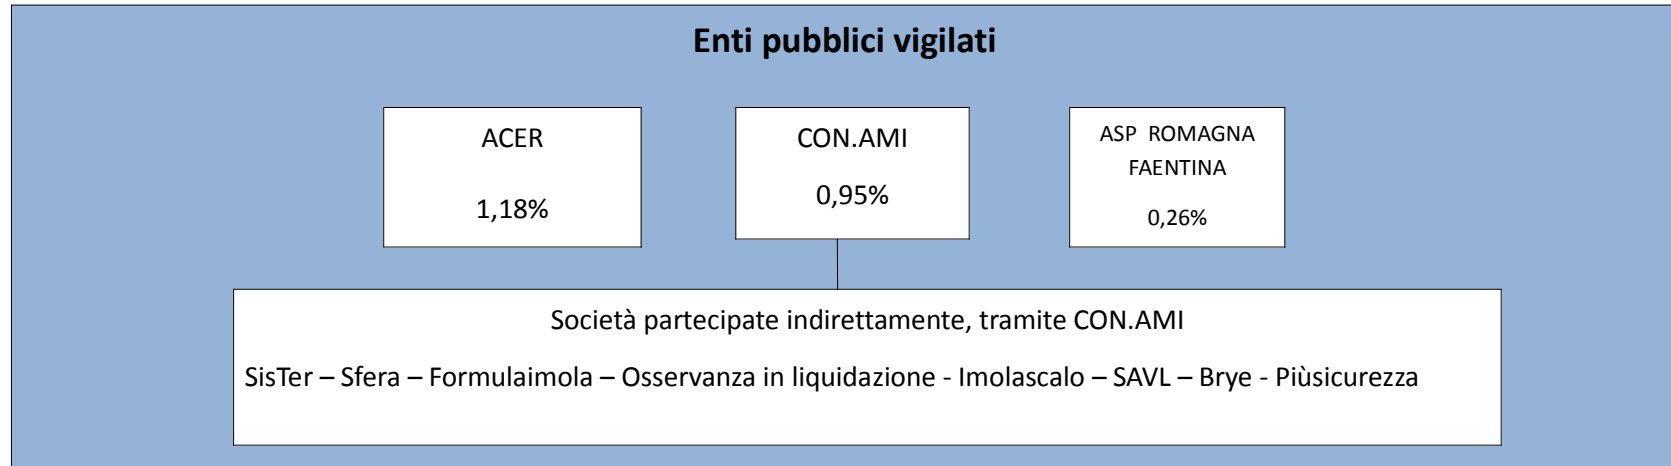 Enti pubblici vigilati
ACER
1,18%
CON.AMI
0,95%
ASP ROMAGNA
FAENTINA
0,26%
Società partecipate indirettamente, tramite CON.AMI
SisTer – Sfera – Formulaimola – Osservanza in liquidazione - Imolascalo – SAVL – Brye - Piùsicurezza